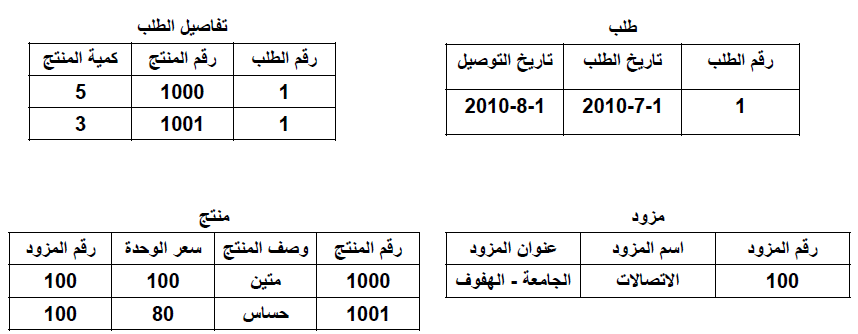 طلب
رقم الطلب تاريخ الطلب تاريخ التوصيل
1 2010-7-1 2010-8-1
تفاصيل الطلب
رقم الطلب رقم المنتج كمية المنتج
1 1000 5
1 1001 3
مزود
رقم المزود اسم المزود عنوان المزود
100 الاتصالات الجامعة - الهفوف
منتج
رقم المنتج وصف المنتج سعر الوحدة رقم المزود
1000 متين 100 100
1001 حساس 80 100